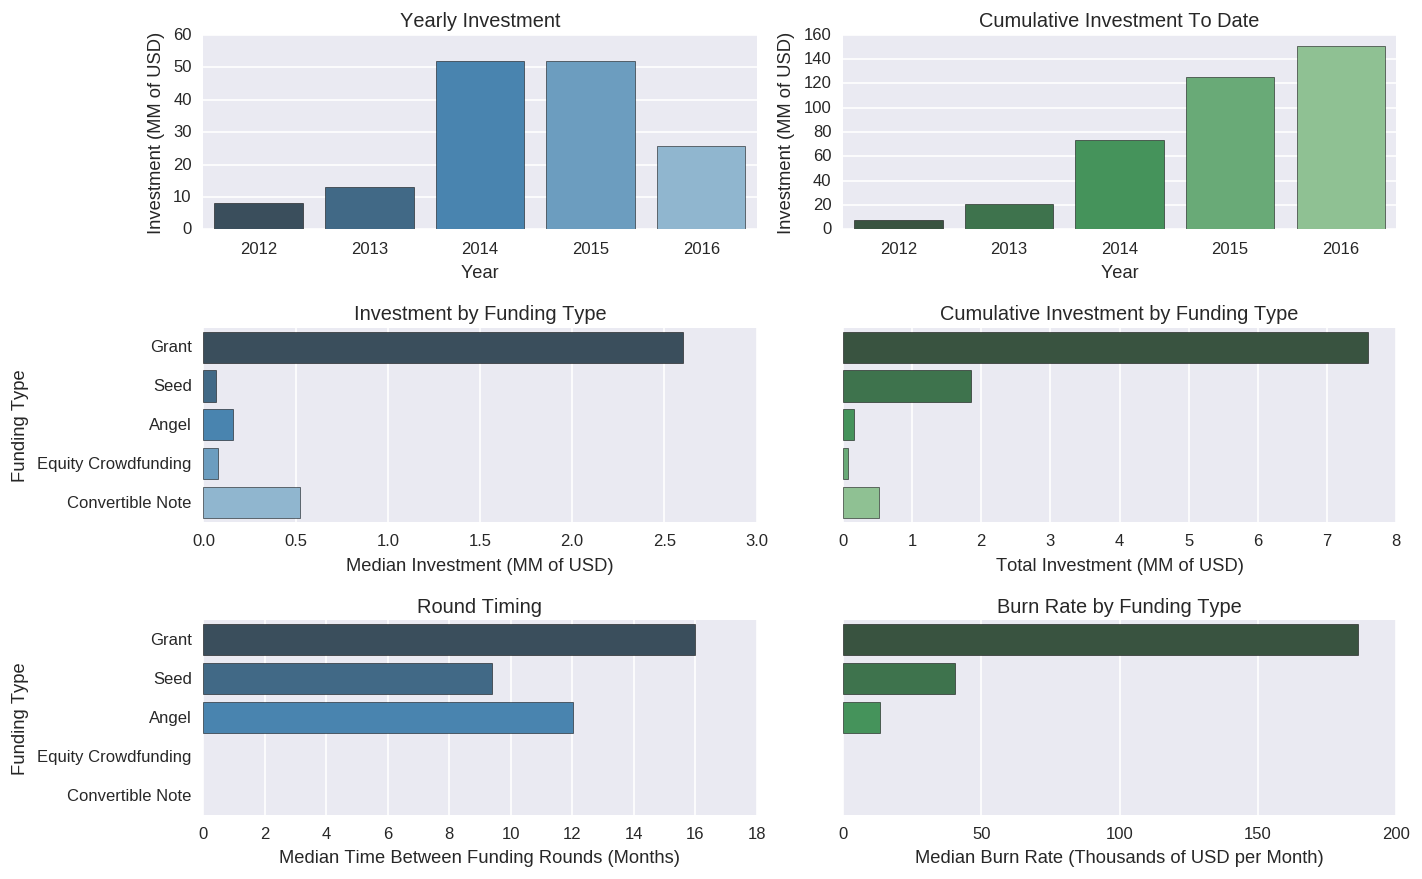 Yearly Investment
Investment (MM of USD)
60
50
40
30
20
10
0
2012 2013 2014 2015 2016
Year
Cumulative Investment To Date
Investment (MM of USD)
160
140
120
100
80
60
40
20
0
2012 2013 2014 2015 2016
Year
Investment by Funding Type
Funding Type
Grant
Seed
Angel
Equity Crowdfunding
Convertible Note
0.0 0.5 1.0 1.5 2.0 2.5 3.0
Median Investment (MM of USD)
Cumulative Investment by Funding Type
0 1 2 3 4 5 6 7 8
Total Investment (MM of USD)
Round Timing
Funding Type
Grant
Seed
Angel
Equity Crowdfunding
Convertible Note
0 2 4 6 8 10 12 14 16 18
Median Time Between Funding Rounds (Months)
Burn Rate by Funding Type
0 50 100 150 200
Median Burn Rate (Thousands of USD per Month)